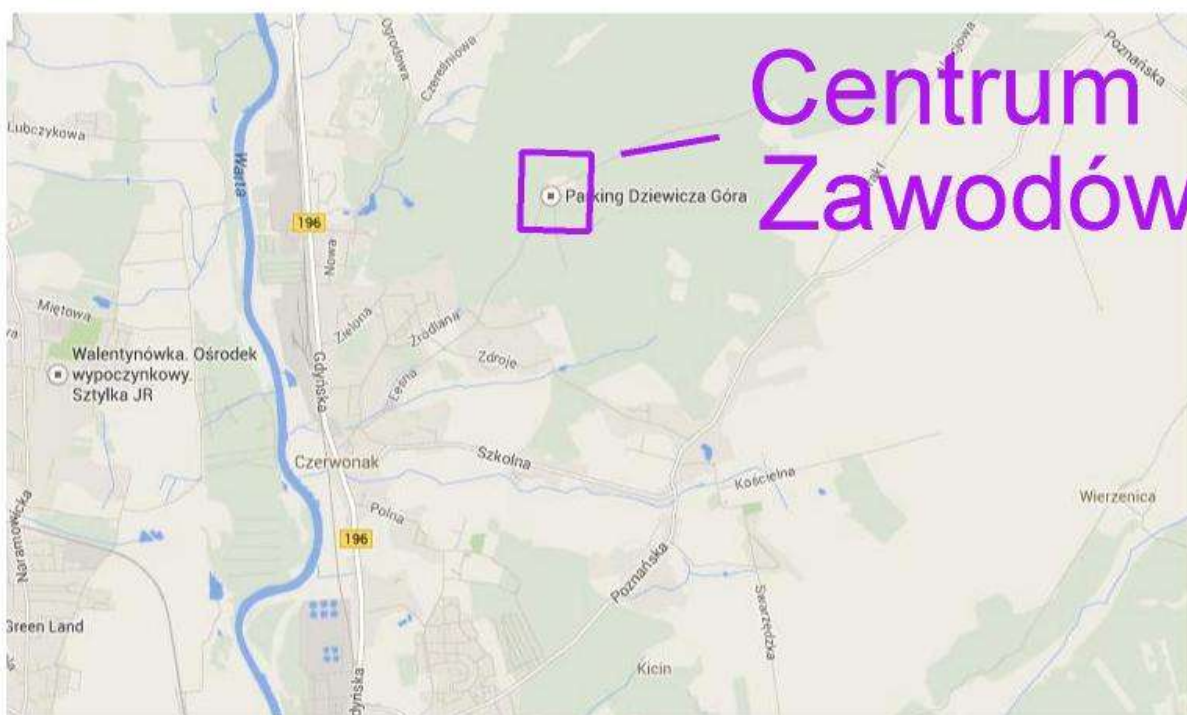 Ogrodowa
Czereśniowa
Poznańska
Centrum
Zawodów
Lubczykowa
Warta
Parking Dziewicza Góra
196
Nowa
Miętowa
Zielona
Źródlana
Zdroje
Walentynówka. Ośrodek
wypoczynkowy.
Sztylka JR
Gdyńska
Leśna
Czerwonak
Szkolna
Kościelna
Wierzenica
Naramowicka
Polna
196
Poznańska
Swarzędzka
Green Land
Kicin
dyńska